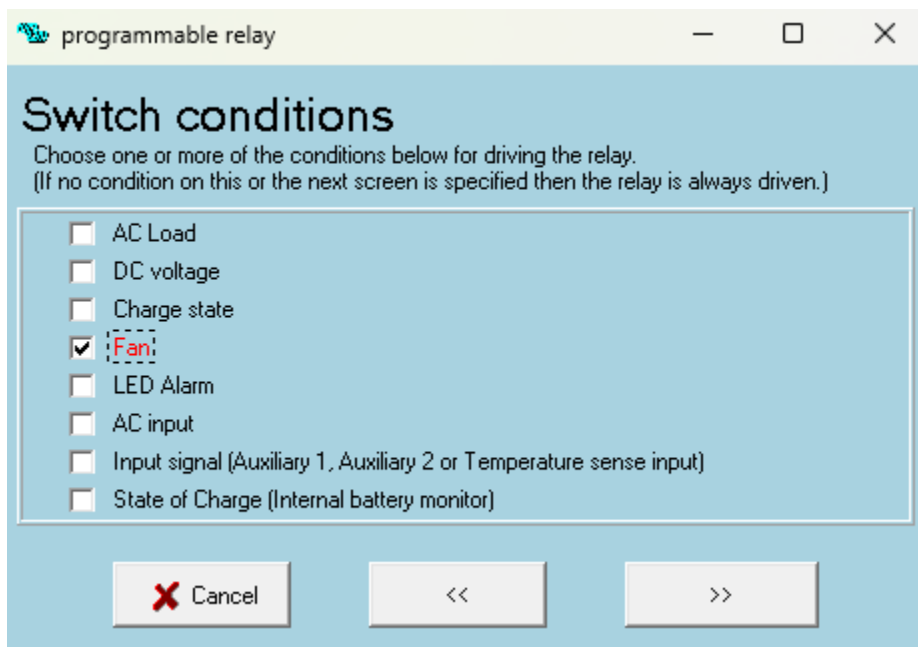 programmable relay
Switch conditions
Choose one or more of the conditions below for driving the relay.
(If no condition on this or the next screen is specified then the relay is always driven.)
AC Load
DC voltage
Charge state
Fan
LED Alarm
AC input
Input signal (Auxiliary 1, Auxiliary 2 or Temperature sense input)
State of Charge (Internal battery monitor)
Cancel
<<
>>